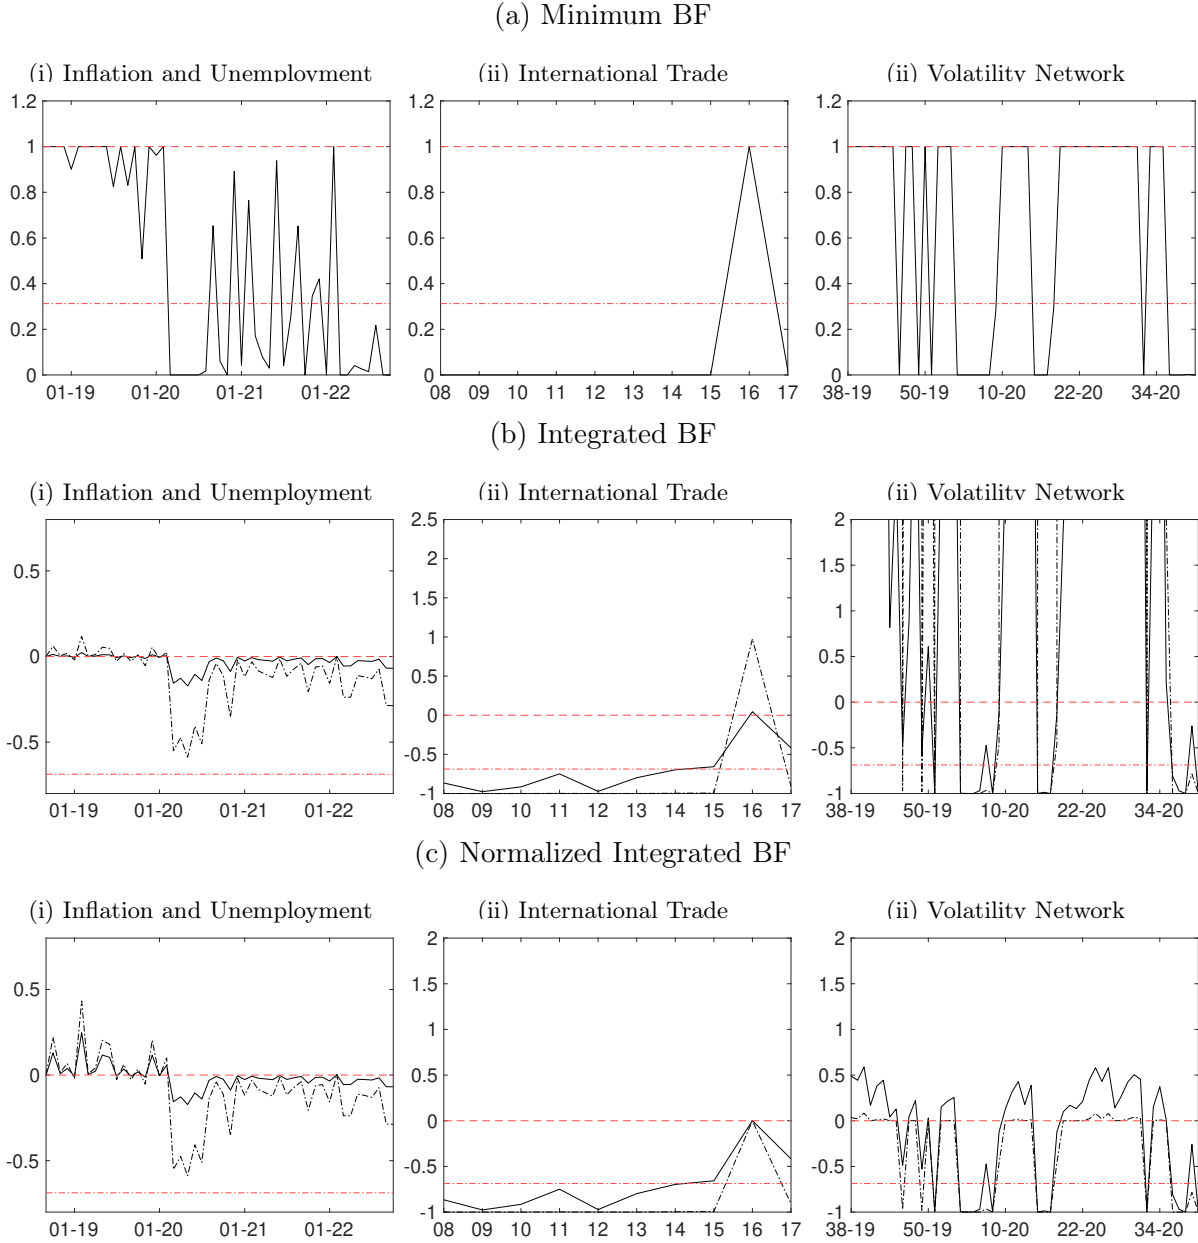 (a) Minimum BF
(i) Inflation and Unemployment (ii) International Trade (ii) Volatility Network
1.2 1.2 1.2
1 1 1
0.8 0.8 0.8
0.6 0.6 0.6
0.4 0.4 0.4
0.2 0.2 0.2
0 0 0
01-19 01-20 01-21 01-22 08 09 10 11 12 13 14 15 16 17 38-19 50-19 10-20 22-20 34-20
(b) Integrated BF
(i) Inflation and Unemployment (ii) International Trade (ii) Volatility Network
0.5 2.5 2
0 2 1.5
-0.5 1.5 1
1 0.5
0.5 0
0 -0.5
-0.5 -1
-1
01-19 01-20 01-21 01-22 08 09 10 11 12 13 14 15 16 17 38-19 50-19 10-20 22-20 34-20
(c) Normalized Integrated BF
(i) Inflation and Unemployment (ii) International Trade (ii) Volatility Network
0.5 2 2
0 1.5 1.5
-0.5 1 1
0.5 0.5
0 0
-0.5 -0.5
-1 -1
01-19 01-20 01-21 01-22 08 09 10 11 12 13 14 15 16 17 38-19 50-19 10-20 22-20 34-20